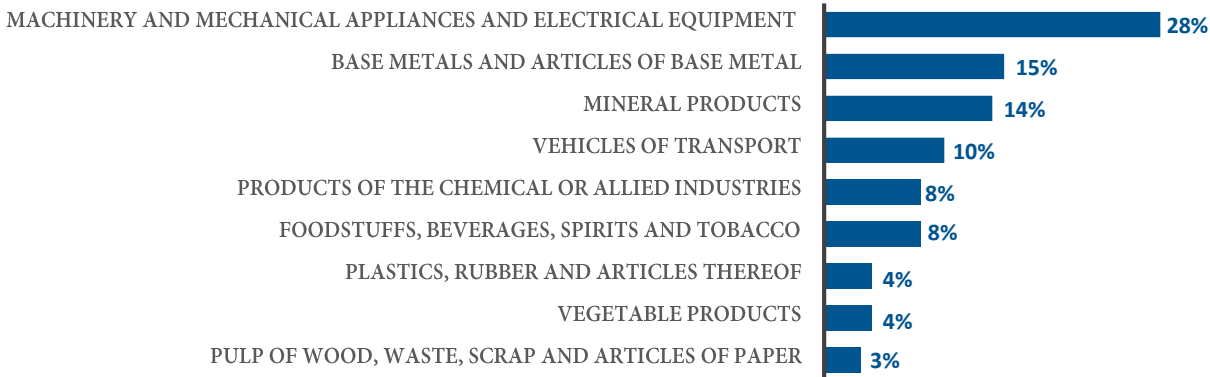 MACHINERY AND MECHANICAL APPLIANCES AND ELECTRICAL EQUIPMENT 28%
BASE METALS AND ARTICLES OF BASE METAL 15%
MINERAL PRODUCTS 14%
VEHICLES OF TRANSPORT 10%
PRODUCTS OF THE CHEMICAL OR ALLIED INDUSTRIES 8%
FOODSTUFFS, BEVERAGES, SPIRITS AND TOBACCO 8%
PLASTICS, RUBBER AND ARTICLES THEREOF 4%
VEGETABLE PRODUCTS 4%
PULP OF WOOD, WASTE, SCRAP AND ARTICLES OF PAPER 3%